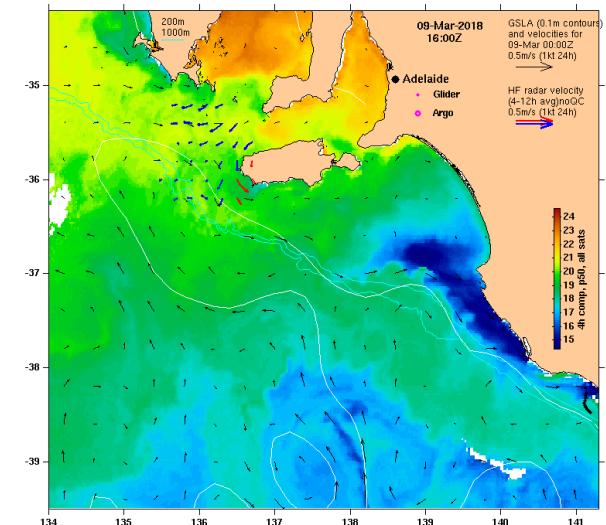 200m
1000m
09-Mar-2018
16:00Z
GSLA (0.1m contours)
and velocities for
09-Mar 00:00Z
0.5m/s (1kt 24h)
HF radar velocity
(4-12h avg)noQC
0.5m/s (1kt 24h)
Adelaide
Glider
Argo
-35
-36
-37
-38
-39
24
23
22
21
20
19
18
17
16
15
4h comp, p50, all sats
134
135
136
137
138
139
140
141